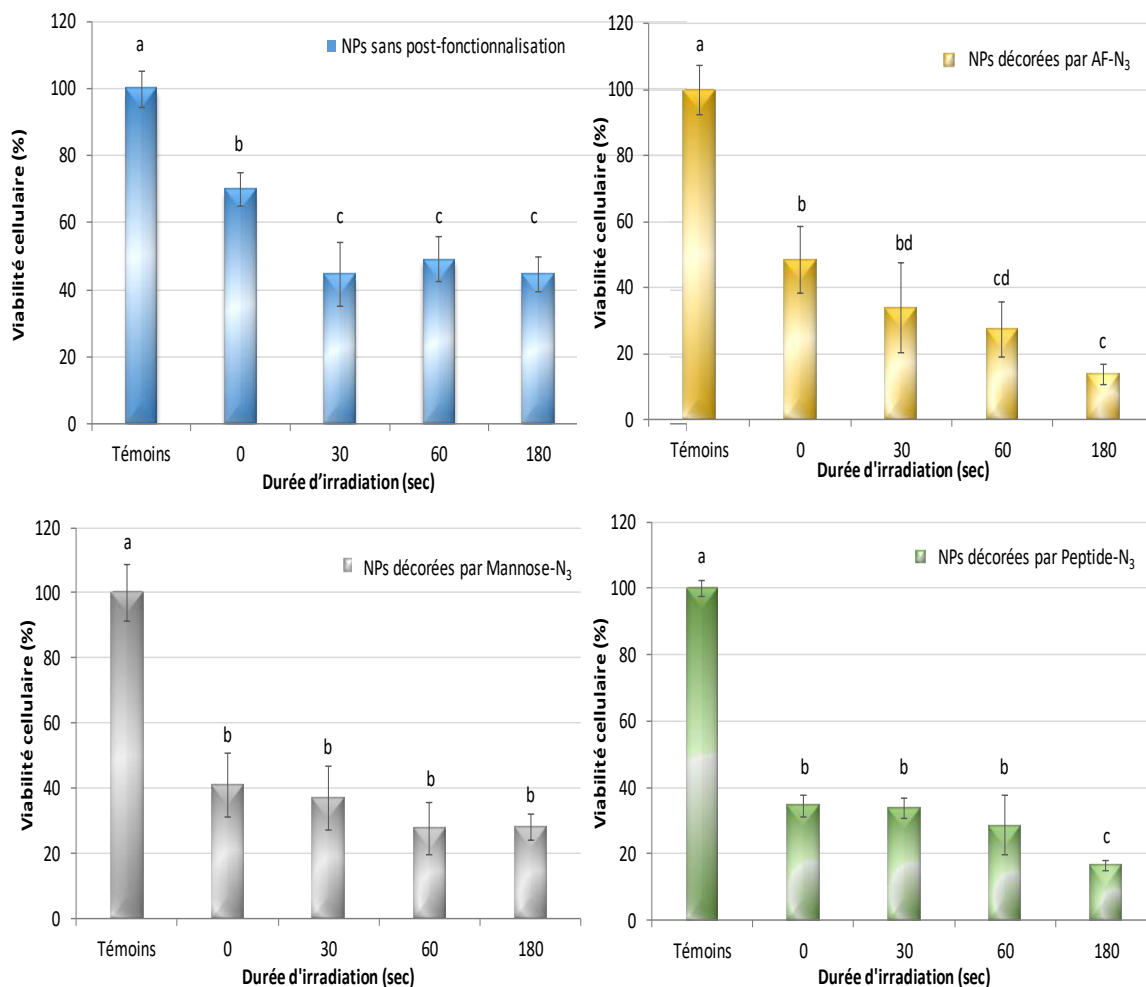 NPs sans post-fonctionnalisation
Viabilité cellulaire (%)
120
100
80
60
40
20
0
a
b
c
c
c
Témoins 0 30 60 180
Durée d’irradiation (sec)
NPs décorées par AF-N3
Viabilité cellulaire (%)
120
100
80
60
40
20
0
a
b
bd
cd
c
Témoins 0 30 60 180
Durée d'irradiation (sec)
NPs décorées par Mannose-N3
Viabilité cellulaire (%)
120
100
80
60
40
20
0
a
b
b
b
b
Témoins 0 30 60 180
Durée d'irradiation (sec)
NPs décorées par Peptide-N3
Viabilité cellulaire (%)
120
100
80
60
40
20
0
a
b
b
b
c
Témoins 0 30 60 180
Durée d'irradiation (sec)